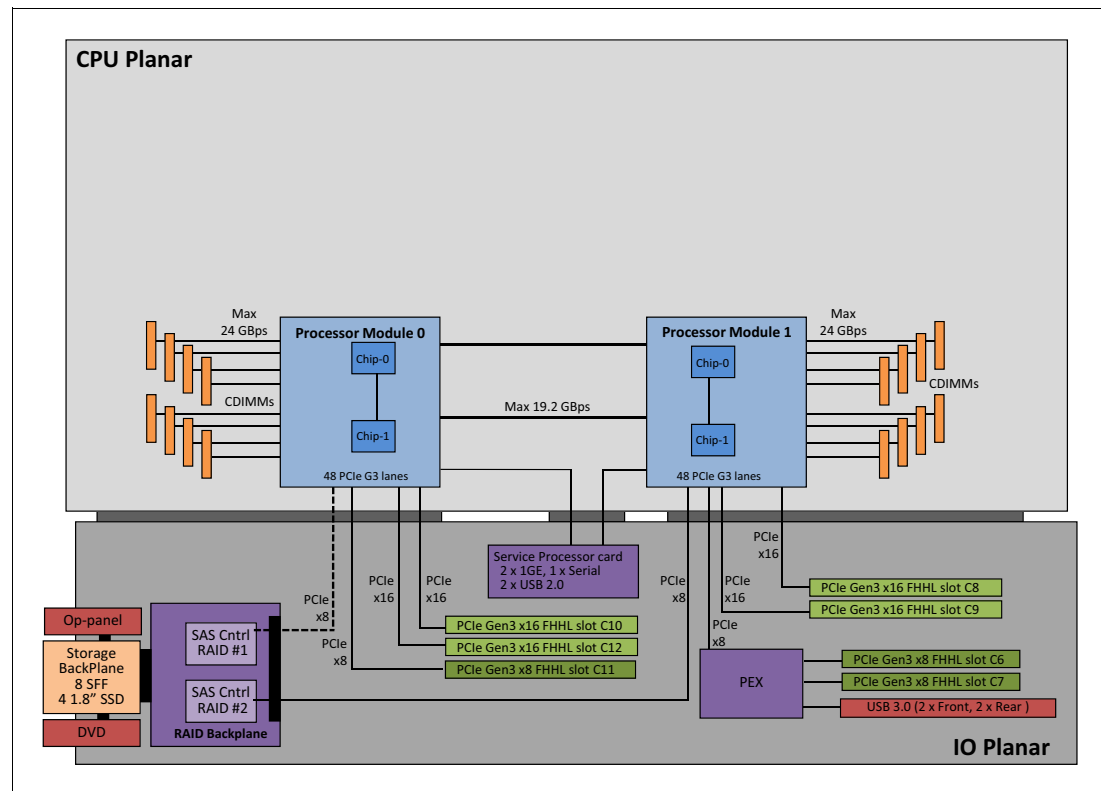 CPU Planar
Max
24 GBps
CDIMMs
Processor Module 0
Chip-0
Chip-1
48 PCIe G3 lanes
Max 19.2 GBps
Processor Module 1
Chip-0
Chip-1
48 PCIe G3 lanes
Max
24 GBps
CDIMMs
PCIe
x8
PCIe
x8
PCIe
x16
PCIe
x16
Service Processor card
2 x 1GE, 1 x Serial
2 x USB 2.0
PCIe
x8
PCIe
x8
PCIe
x16
PCIe
x16
PCIe Gen3 x16 FHHL slot C8
PCIe Gen3 x16 FHHL slot C9
PCIe Gen3 x16 FHHL slot C10
PCIe Gen3 x16 FHHL slot C12
PCIe Gen3 x8 FHHL slot C11
Op-panel
Storage
BackPlane
8 SFF
4 1.8” SSD
DVD
SAS Cntrl
RAID #1
SAS Cntrl
RAID #2
RAID Backplane
PEX
PCIe Gen3 x8 FHHL slot C6
PCIe Gen3 x8 FHHL slot C7
USB 3.0 (2 x Front, 2 x Rear )
IO Planar